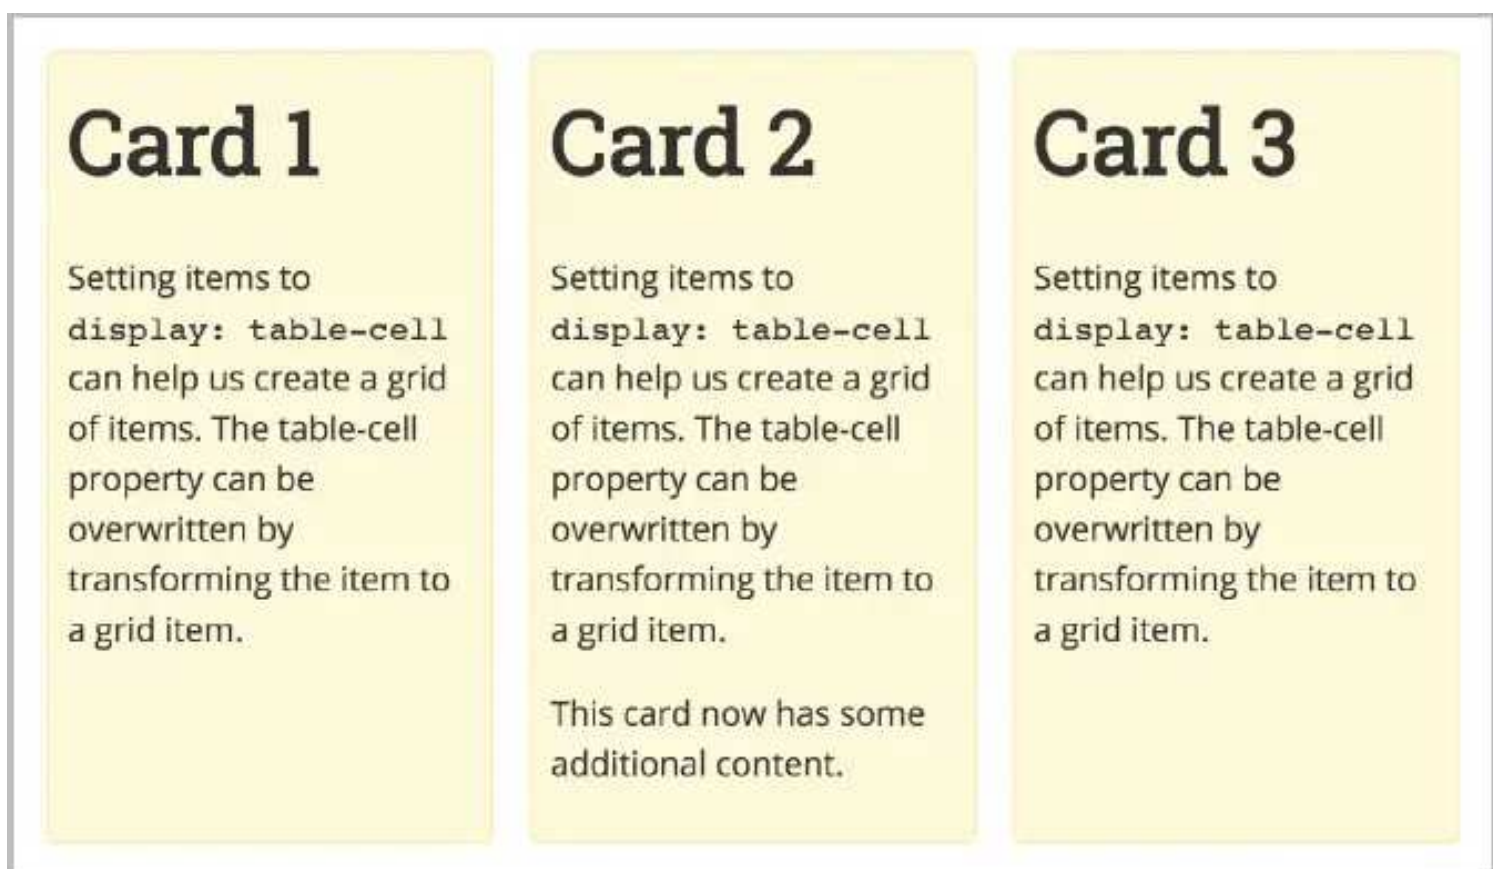 Card 1
Setting items to
display: table-cell
can help us create a grid
of items. The table-cell
property can be
overwritten by
transforming the item to
a grid item.
Card 2
Setting items to
display: table-cell
can help us create a grid
of items. The table-cell
property can be
overwritten by
transforming the item to
a grid item.
This card now has some
additional content.
Card 3
Setting items to
display: table-cell
can help us create a grid
of items. The table-cell
property can be
overwritten by
transforming the item to
a grid item.